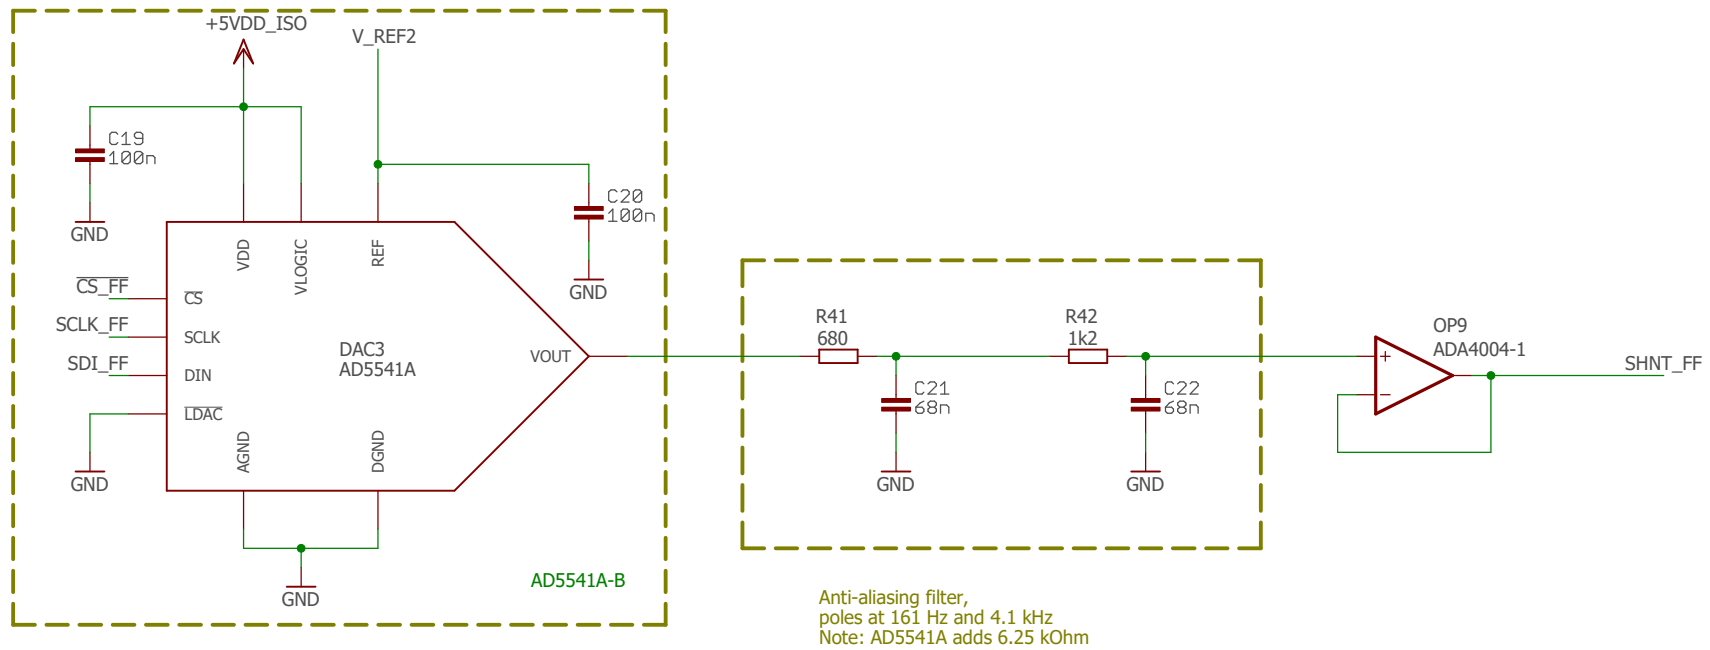 +5VDD_ISO
V_REF2
C19
100n
GND
C20
100n
GND
VDD
VLOGIC
REF
CS_FF
CS
SCLK_FF
SCLK
SDI_FF
DIN
LDAC
GND
DAC3
AD5541A
VOUT
AGND
DGND
GND
AD5541A-B
R41
680
C21
68n
GND
R42
1k2
C22
68n
GND
OP9
ADA4004-1
+
−
SHNT_FF
Anti-aliasing filter,
poles at 161 Hz and 4.1 kHz
Note: AD5541A adds 6.25 kOhm